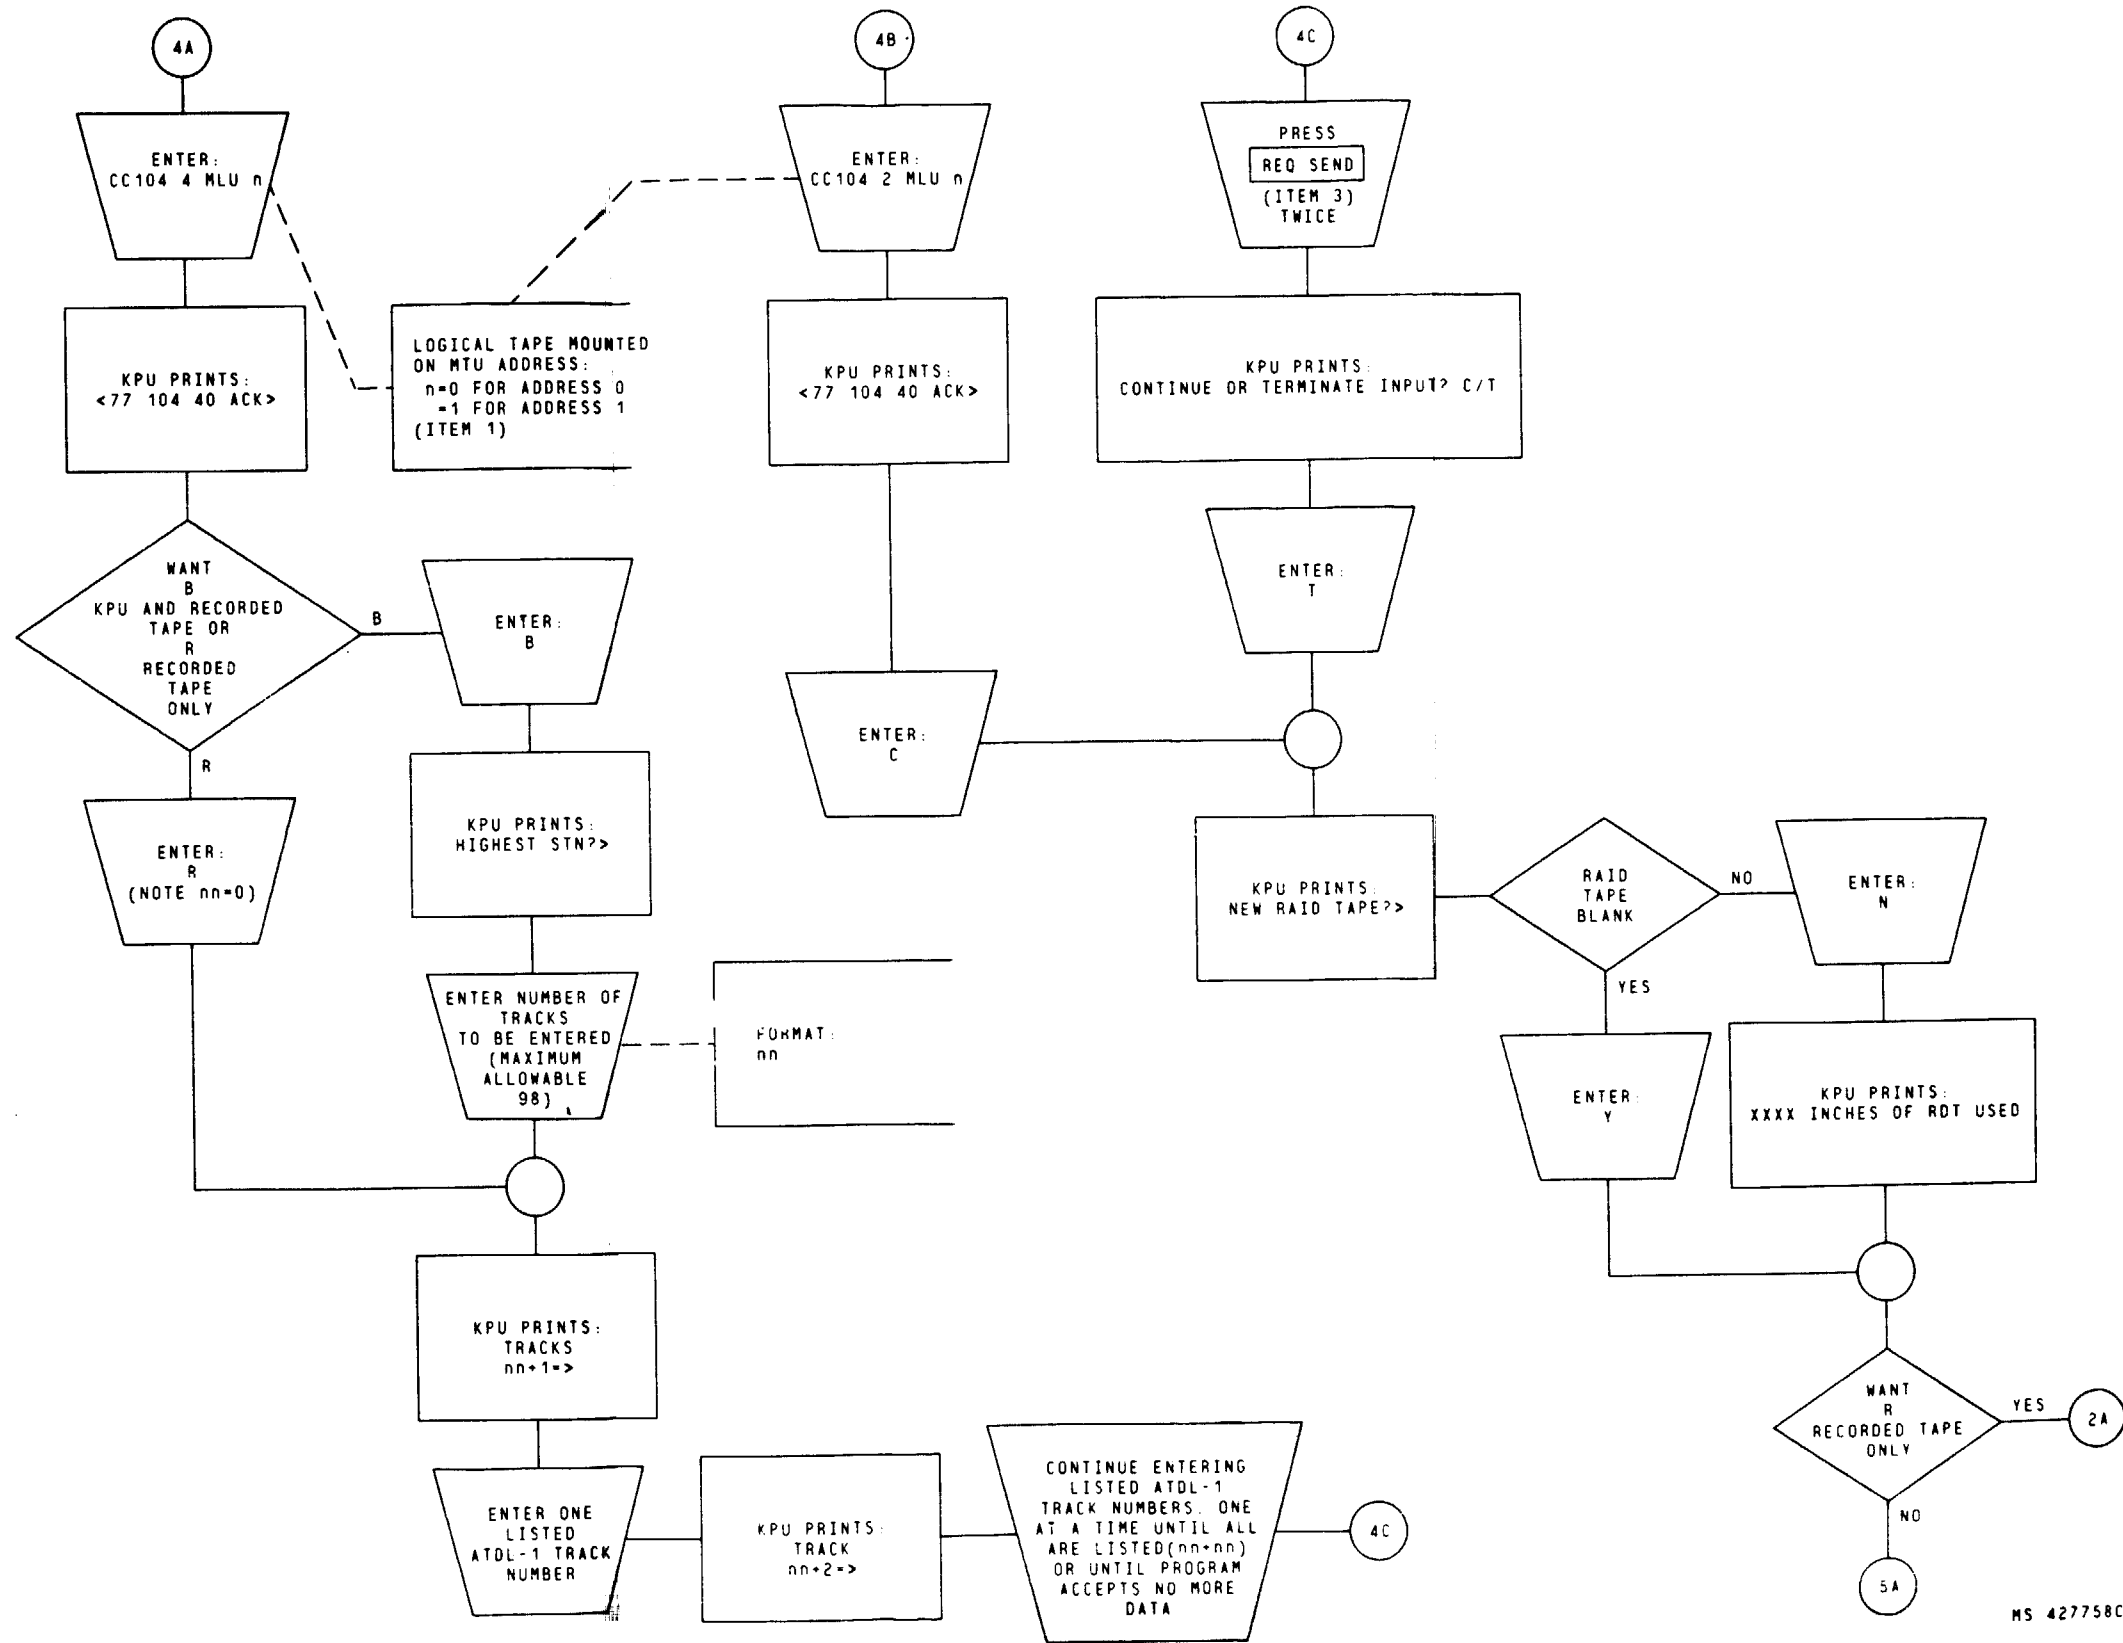 4A
ENTER:
CC104 4 MLU n
KPU PRINTS:
<77 104 40 ACK>
LOGICAL TAPE MOUNTED
ON MTU ADDRESS:
n=0 FOR ADDRESS 0
=1 FOR ADDRESS 1
(ITEM 1)
WANT
B
KPU AND RECORDED
TAPE OR
R
RECORDED
TAPE
ONLY
B
R
ENTER:
B
KPU PRINTS:
HIGHEST STN?>
ENTER:
R
(NOTE nn=0)
ENTER NUMBER OF
TRACKS
TO BE ENTERED
(MAXIMUM
ALLOWABLE
98)
FORMAT:
nn
KPU PRINTS:
TRACKS
nn+1=>
ENTER ONE
LISTED
ATDL-1 TRACK
NUMBER
KPU PRINTS:
TRACK
nn+2=>
CONTINUE ENTERING
LISTED ATDL-1
TRACK NUMBERS. ONE
AT A TIME UNTIL ALL
ARE LISTED(nn+nn)
OR UNTIL PROGRAM
ACCEPTS NO MORE
DATA
4C
4B
ENTER:
CC104 2 MLU n
KPU PRINTS:
<77 104 40 ACK>
ENTER:
C
4C
PRESS
REQ SEND
(ITEM 3)
TWICE
KPU PRINTS:
CONTINUE OR TERMINATE INPUT? C/T
ENTER:
T
KPU PRINTS:
NEW RAID TAPE?>
RAID
TAPE
BLANK
NO
YES
ENTER:
N
ENTER:
Y
KPU PRINTS:
XXXX INCHES OF RDT USED
WANT
R
RECORDED TAPE
ONLY
YES
2A
NO
5A
MS 427758C